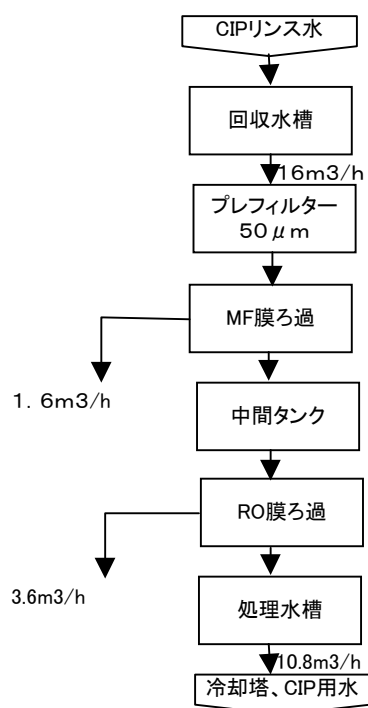 CIPリンス水
回収水槽
16m3/h
プレフィルター
50μm
MF膜ろ過
1．6m3/h
中間タンク
RO膜ろ過
3.6m3/h
処理水槽
10.8m3/h
冷却塔、CIP用水